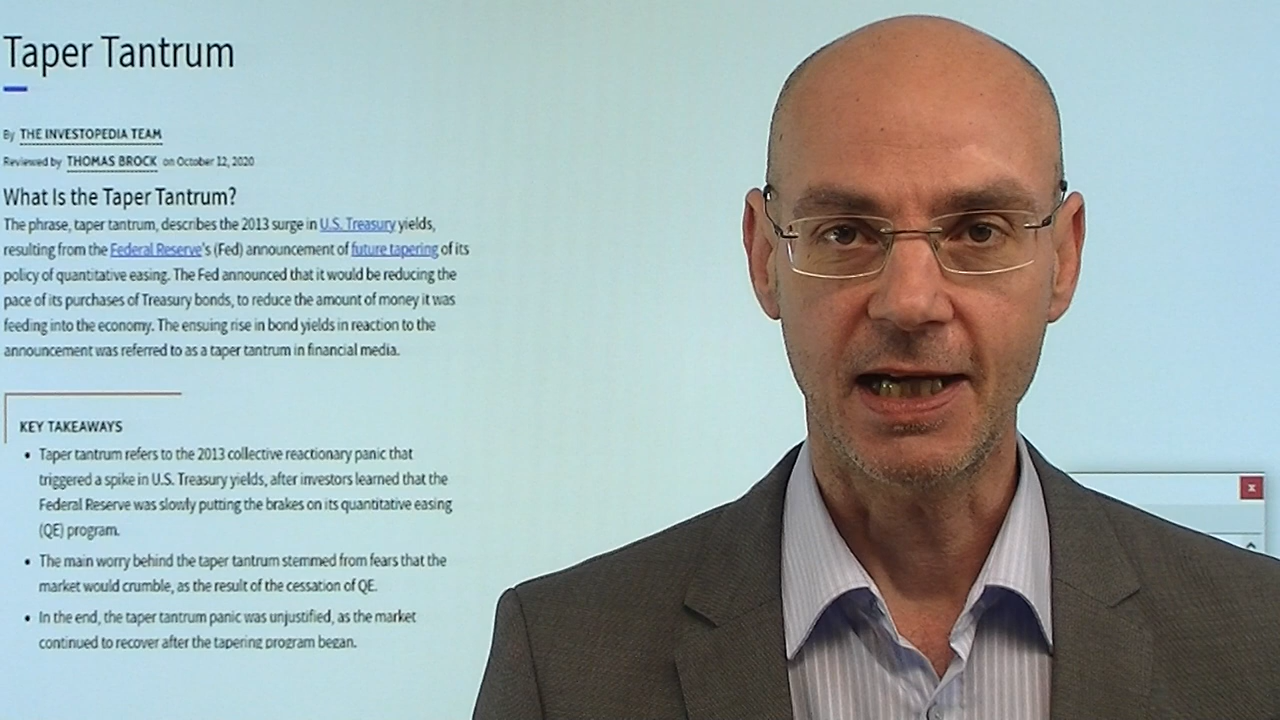 Taper Tantrum
By THE INVESTOPEDIA TEAM
Reviewed by THOMAS BROCK on October 12, 2020
What Is the Taper Tantrum?
The phrase, taper tantrum, describes the 2013 surge in U.S. Treasury yields,
resulting from the Federal Reserve's (Fed) announcement of future tapering of its
policy of quantitative easing. The Fed announced that it would be reducing the
pace of its purchases of Treasury bonds, to reduce the amount of money it was
feeding into the economy. The ensuing rise in bond yields in reaction to the
announcement was referred to as a taper tantrum in financial media.
KEY TAKEAWAYS
• Taper tantrum refers to the 2013 collective reactionary panic that
triggered a spike in U.S. Treasury yields, after investors learned that the
Federal Reserve was slowly putting the brakes on its quantitative easing
(QE) program.
• The main worry behind the taper tantrum stemmed from fears that the
market would crumble, as the result of the cessation of QE.
• In the end, the taper tantrum panic was unjustified, as the market
continued to recover after the tapering program began.